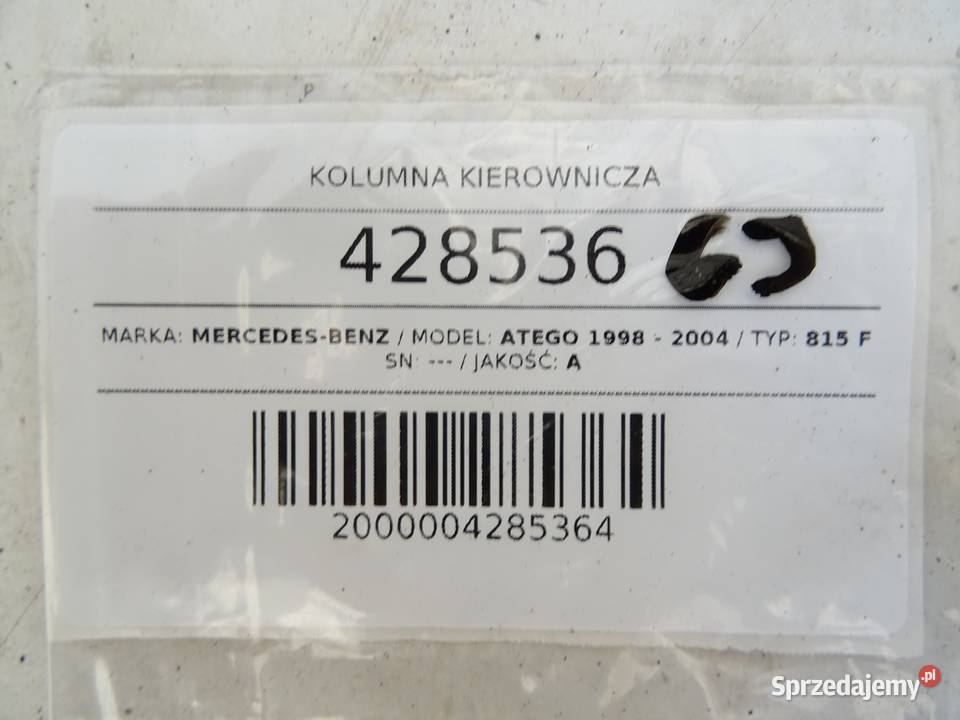 KOLUMNA KIEROWNICZA
428536
MARKA: MERCEDES-BENZ / MODEL: ATEGO 1998 - 2004 / TYP: 815 F
SN: --- / JAKOŚĆ: A
2000004285364
Sprzedajemy.pl